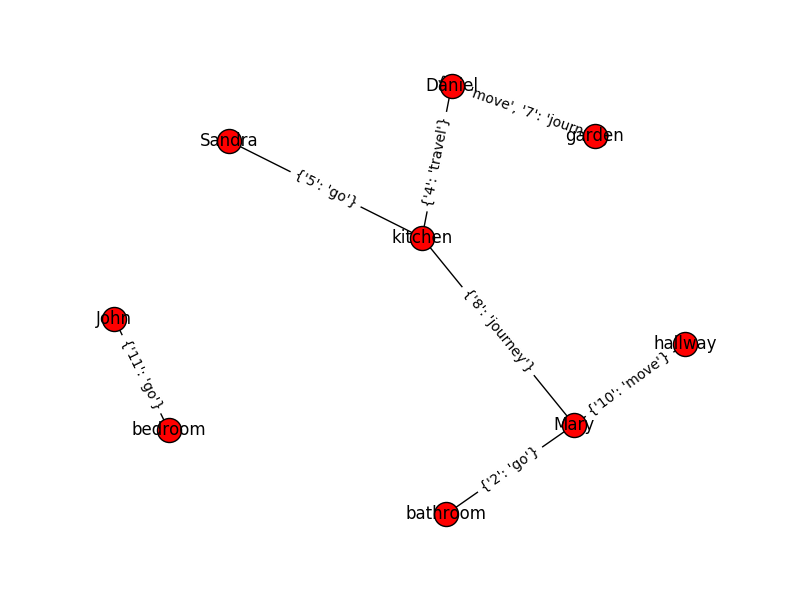 Daniel
move', '7': 'journ
garden
Sandra
{'4': 'travel'}
{'5': 'go'}
kitchen
{'8': 'journey'}
John
{'11': 'go'}
hallway
{'10': 'move'}
bedroom
Mary
{'2': 'go'}
bathroom